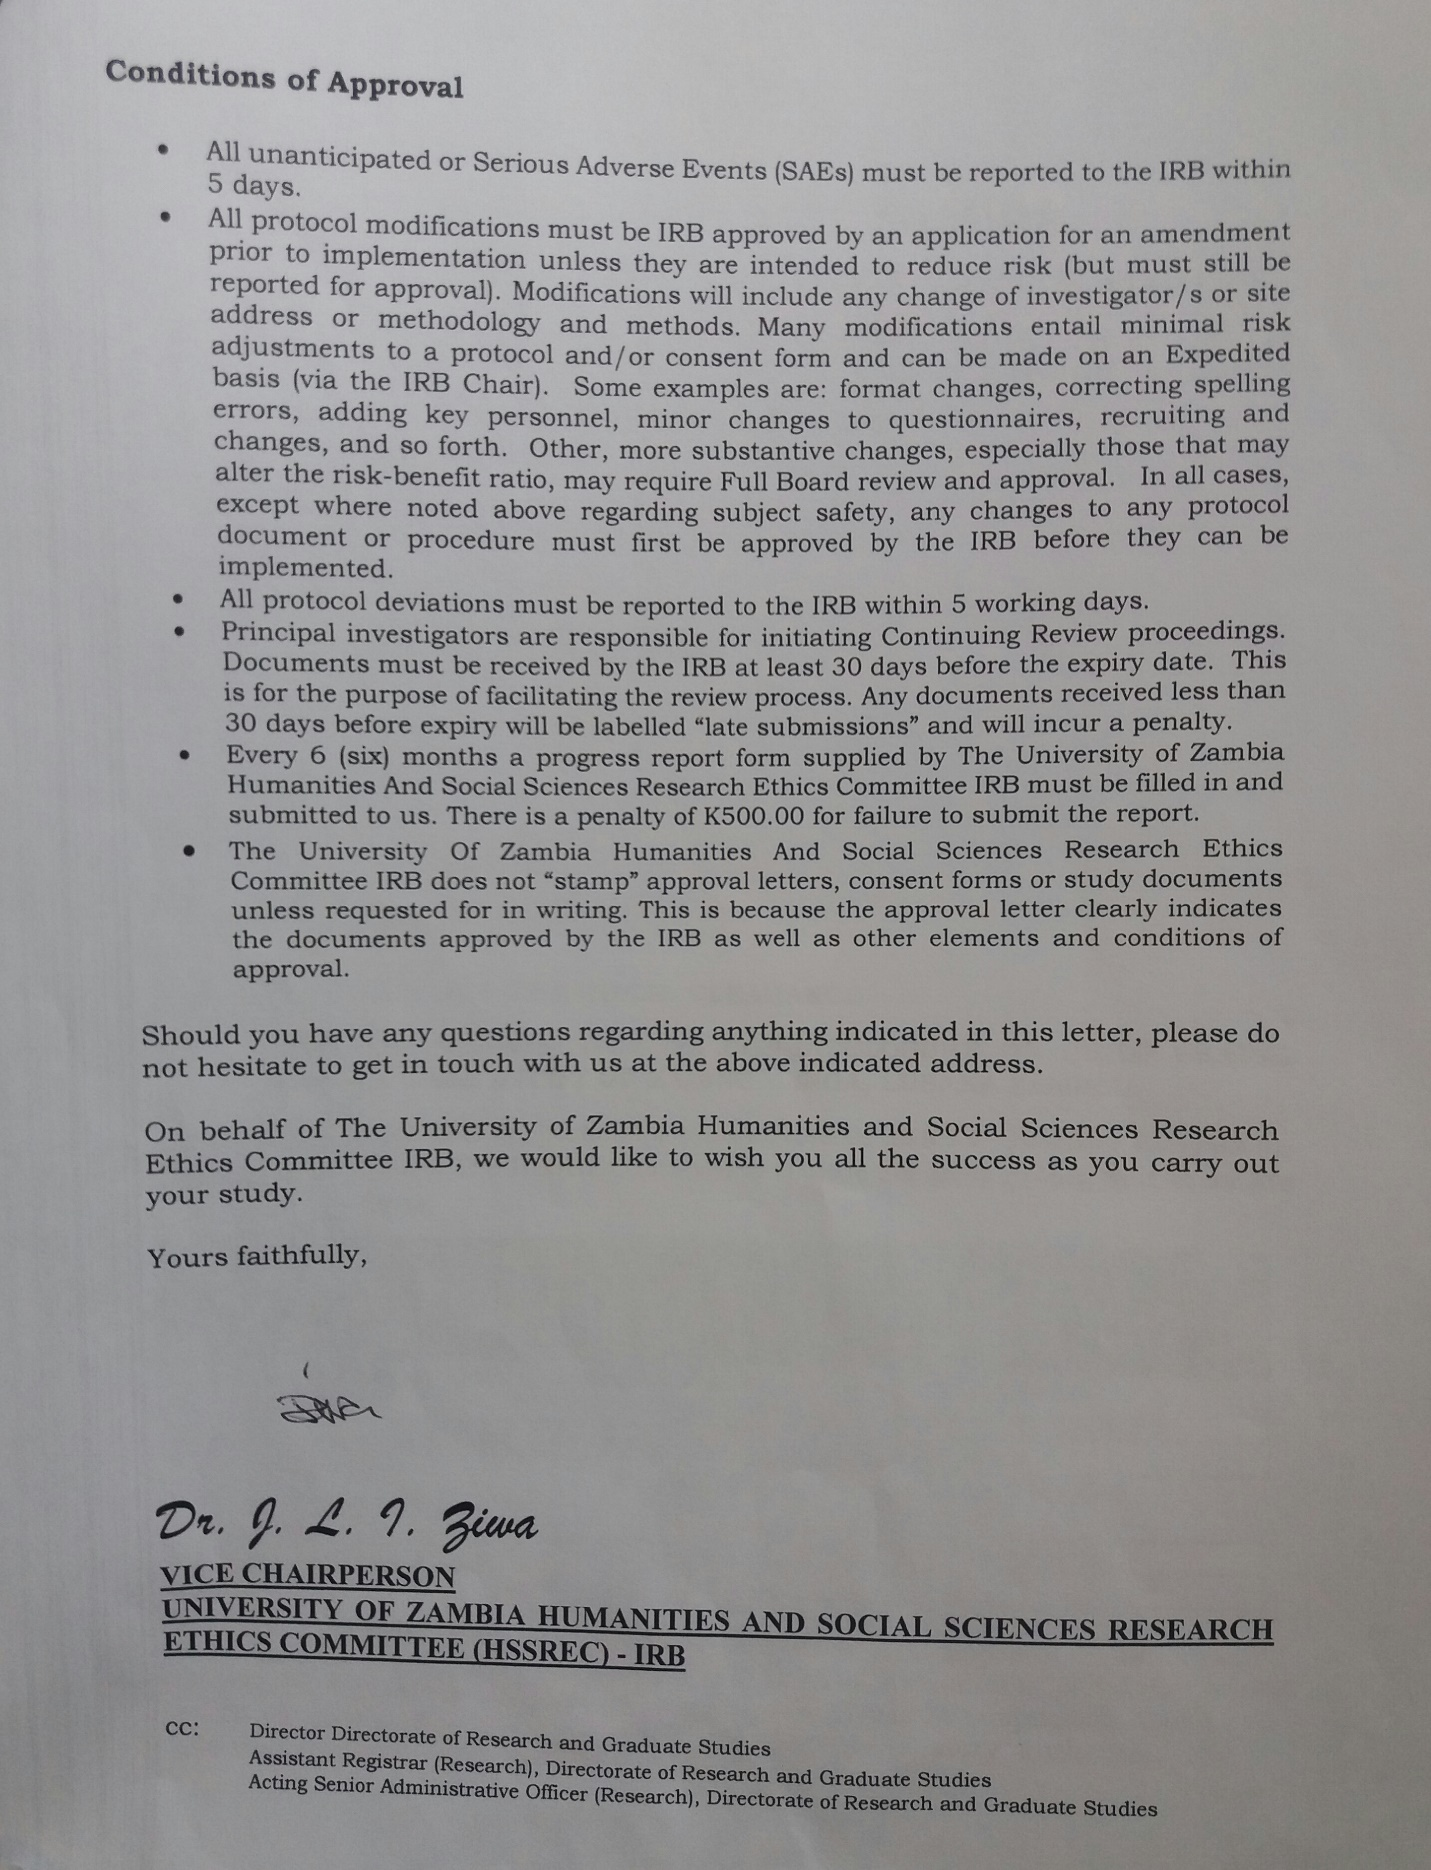 Conditions of Approval
• All unanticipated or Serious Adverse Events (SAEs) must be reported to the IRB within
5 days.
• All protocol modifications must be IRB approved by an application for an amendment
prior to implementation unless they are intended to reduce risk (but must still be
reported for approval). Modifications will include any change of investigator/s or site
address or methodology and methods. Many modifications entail minimal risk
adjustments to a protocol and/or consent form and can be made on an Expedited
basis (via the IRB Chair). Some examples are: format changes, correcting spelling
errors, adding key personnel, minor changes to questionnaires, recruiting and
changes, and so forth. Other, more substantive changes, especially those that may
alter the risk-benefit ratio, may require Full Board review and approval. In all cases,
except where noted above regarding subject safety, any changes to any protocol
document or procedure must first be approved by the IRB before they can be
implemented.
• All protocol deviations must be reported to the IRB within 5 working days.
• Principal investigators are responsible for initiating Continuing Review proceedings.
Documents must be received by the IRB at least 30 days before the expiry date. This
is for the purpose of facilitating the review process. Any documents received less than
30 days before expiry will be labelled “late submissions” and will incur a penalty.
• Every 6 (six) months a progress report form supplied by The University of Zambia
Humanities And Social Sciences Research Ethics Committee IRB must be filled in and
submitted to us. There is a penalty of K500.00 for failure to submit the report.
• The University Of Zambia Humanities And Social Sciences Research Ethics
Committee IRB does not “stamp” approval letters, consent forms or study documents
unless requested for in writing. This is because the approval letter clearly indicates
the documents approved by the IRB as well as other elements and conditions of
approval.
Should you have any questions regarding anything indicated in this letter, please do
not hesitate to get in touch with us at the above indicated address.
On behalf of The University of Zambia Humanities and Social Sciences Research
Ethics Committee IRB, we would like to wish you all the success as you carry out
your study.
Yours faithfully,
Dr. J. L. I. Ziwa
VICE CHAIRPERSON
UNIVERSITY OF ZAMBIA HUMANITIES AND SOCIAL SCIENCES RESEARCH
ETHICS COMMITTEE (HSSREC) - IRB
CC: Director Directorate of Research and Graduate Studies
Assistant Registrar (Research), Directorate of Research and Graduate Studies
Acting Senior Administrative Officer (Research), Directorate of Research and Graduate Studies